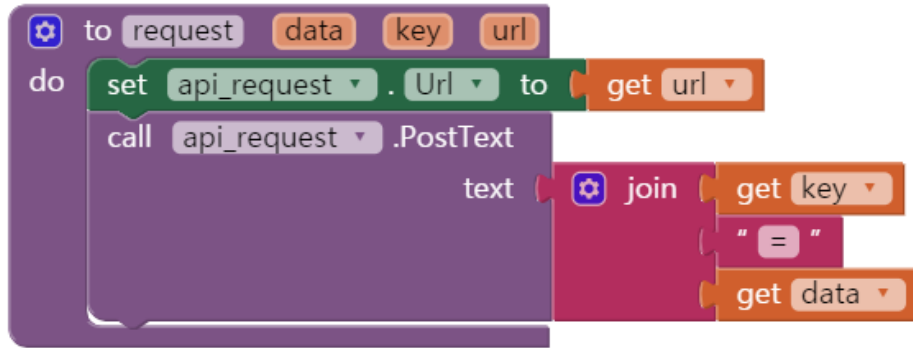 to request data key url
do set api_request . Url to get url
call api_request .PostText
text join get key
" = "
get data